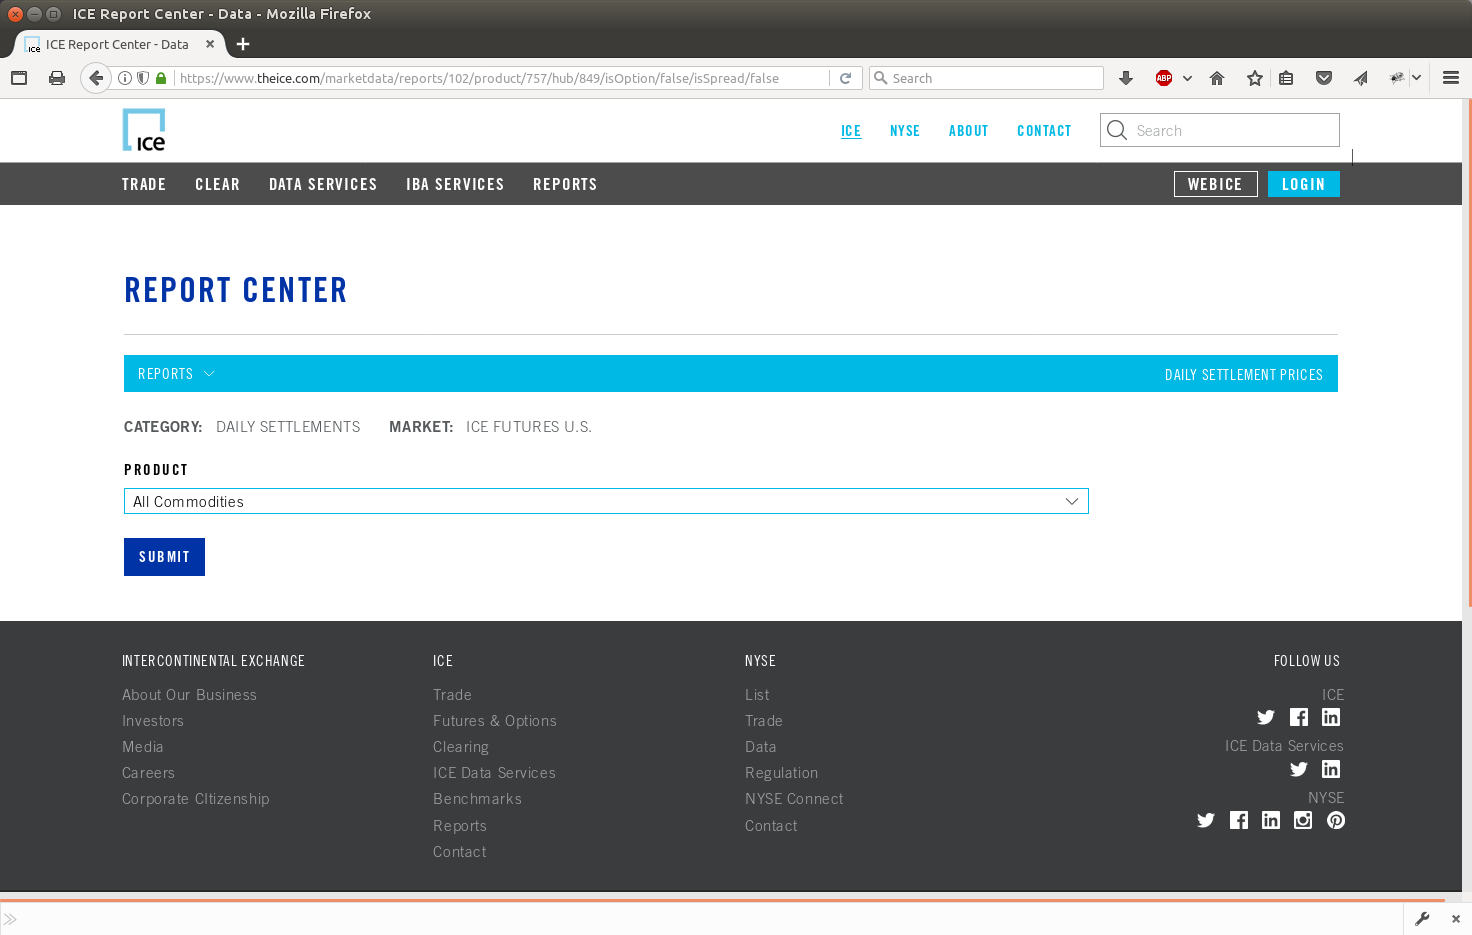 ICE Report Center - Data - Mozilla Firefox
ice ICE Report Center - Data
https://www.theice.com/marketdata/reports/102/product/757/hub/849/isOption/false/isSpread/false Search ABP
ice ICE NYSE ABOUT CONTACT Search
TRADE CLEAR DATA SERVICES IBA SERVICES REPORTS WEBICE LOGIN
REPORT CENTER
REPORTS DAILY SETTLEMENT PRICES
CATEGORY: DAILY SETTLEMENTS MARKET: ICE FUTURES U.S.
PRODUCT
All Commodities
SUBMIT
INTERCONTINENTAL EXCHANGE
About Our Business
Investors
Media
Careers
Corporate CItizenship
ICE
Trade
Futures & Options
Clearing
ICE Data Services
Benchmarks
Reports
Contact
NYSE
List
Trade
Data
Regulation
NYSE Connect
Contact
FOLLOW US
ICE
ICE Data Services
NYSE